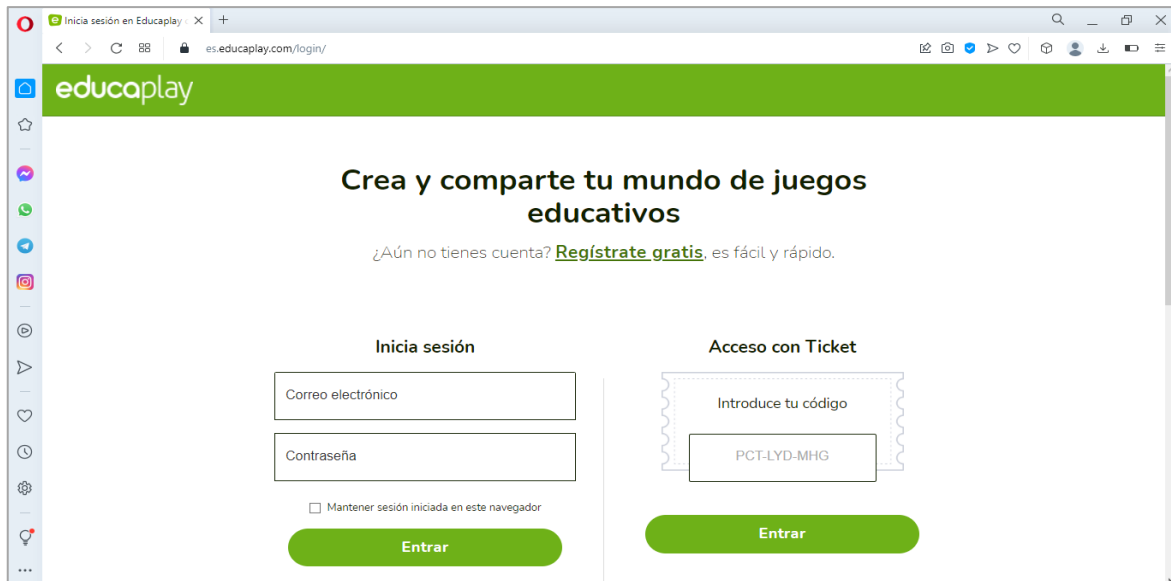 Inicia sesión en Educaplay
es.educaplay.com/login/
educaplay
Crea y comparte tu mundo de juegos
educativos
¿Aún no tienes cuenta? Regístrate gratis, es fácil y rápido.
Inicia sesión
Correo electrónico
Contraseña
Mantener sesión iniciada en este navegador
Entrar
Acceso con Ticket
Introduce tu código
PCT-LYD-MHG
Entrar